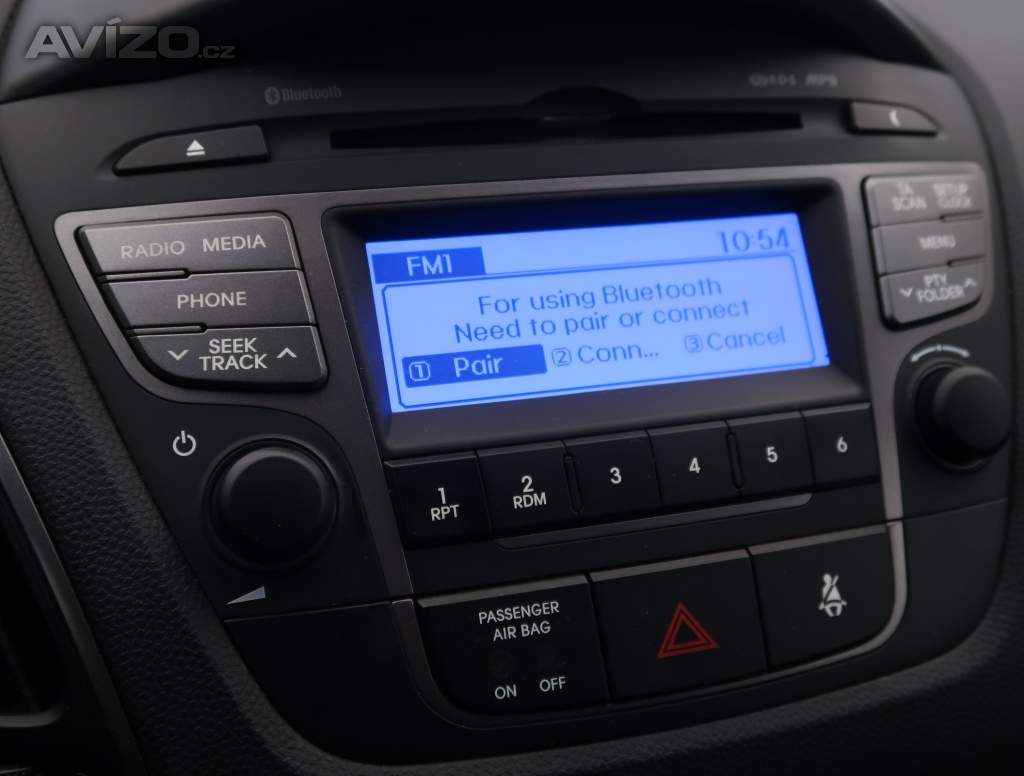 AVÍZO.cz
Bluetooth
MP3
RADIO MEDIA
PHONE
SEEK
TRACK
FM1
10:54
For using Bluetooth
Need to pair or connect
1 Pair
2 Conn...
3 Cancel
TA
SCAN
SETUP
CLOCK
MENU
PTY
FOLDER
1
RPT
2
RDM
3
4
5
6
PASSENGER
AIR BAG
ON OFF